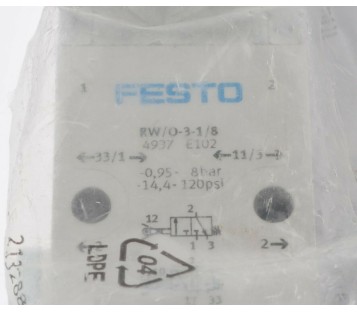 1 FESTO 2
RW/O-3-1/8
4937 E102
33/1 11/3
-0,95- 8bar
-14,4- 120psi
2
12
1 3
2
04
LDPE
33